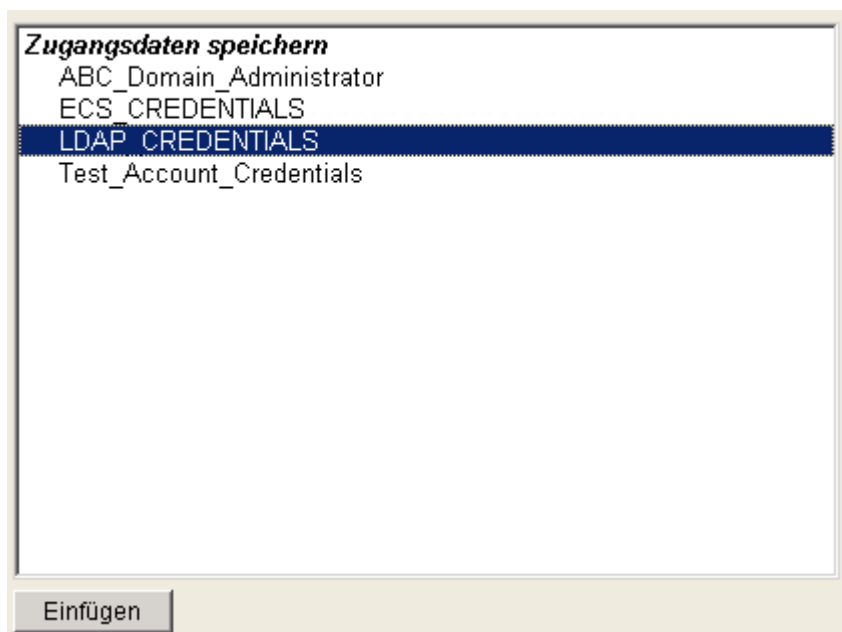 Zugangsdaten speichern
ABC_Domain_Administrator
ECS_CREDENTIALS
LDAP_CREDENTIALS
Test_Account_Credentials
Einfügen